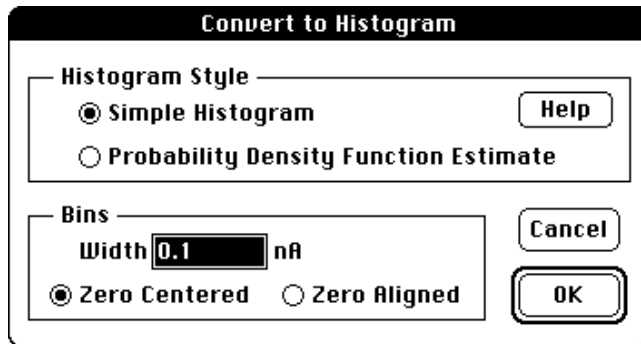 Convert to Histogram
Histogram Style
Simple Histogram
Help
Probability Density Function Estimate
Bins
Width 0.1 nA
Cancel
Zero Centered Zero Aligned
OK